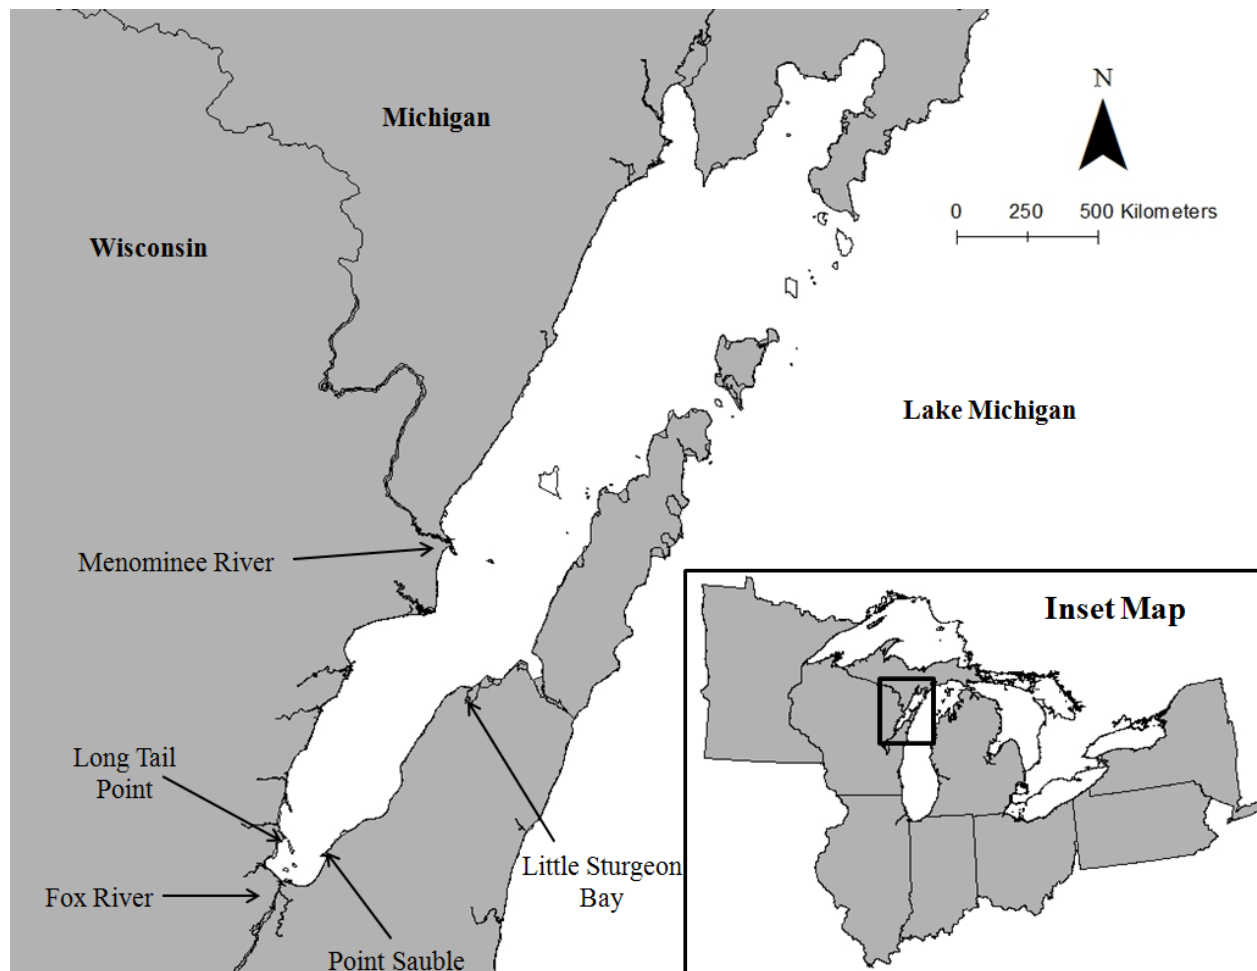 Michigan
N
0 250 500 Kilometers
Wisconsin
Lake Michigan
Menominee River
Inset Map
Long Tail
Point
Little Sturgeon
Bay
Fox River
Point Sauble